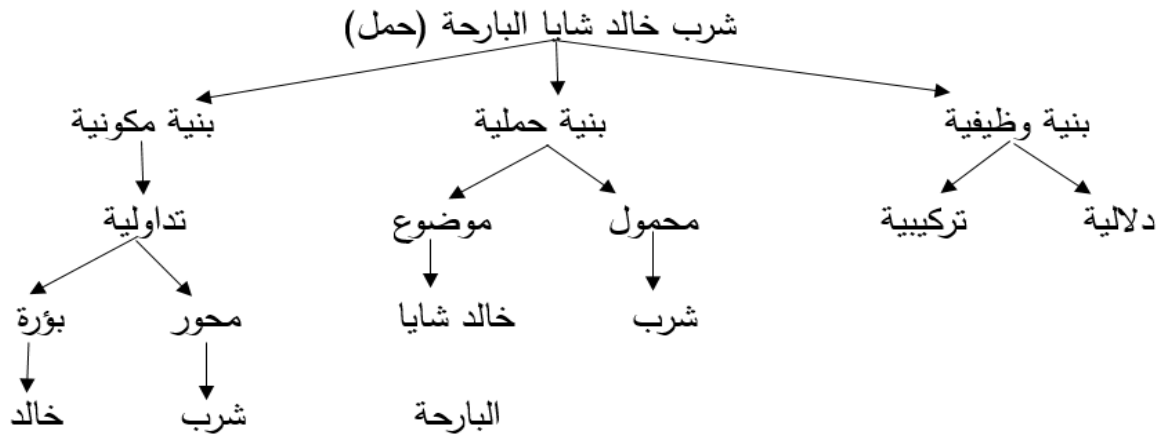 شرب خالد شايا البارحة (حمل)
بنية وظيفية بنية حملية بنية مكونية
دلالية تركيبية محمول موضوع تداولية
شرب خالد شايا محور بؤرة
البارحة شرب خالد